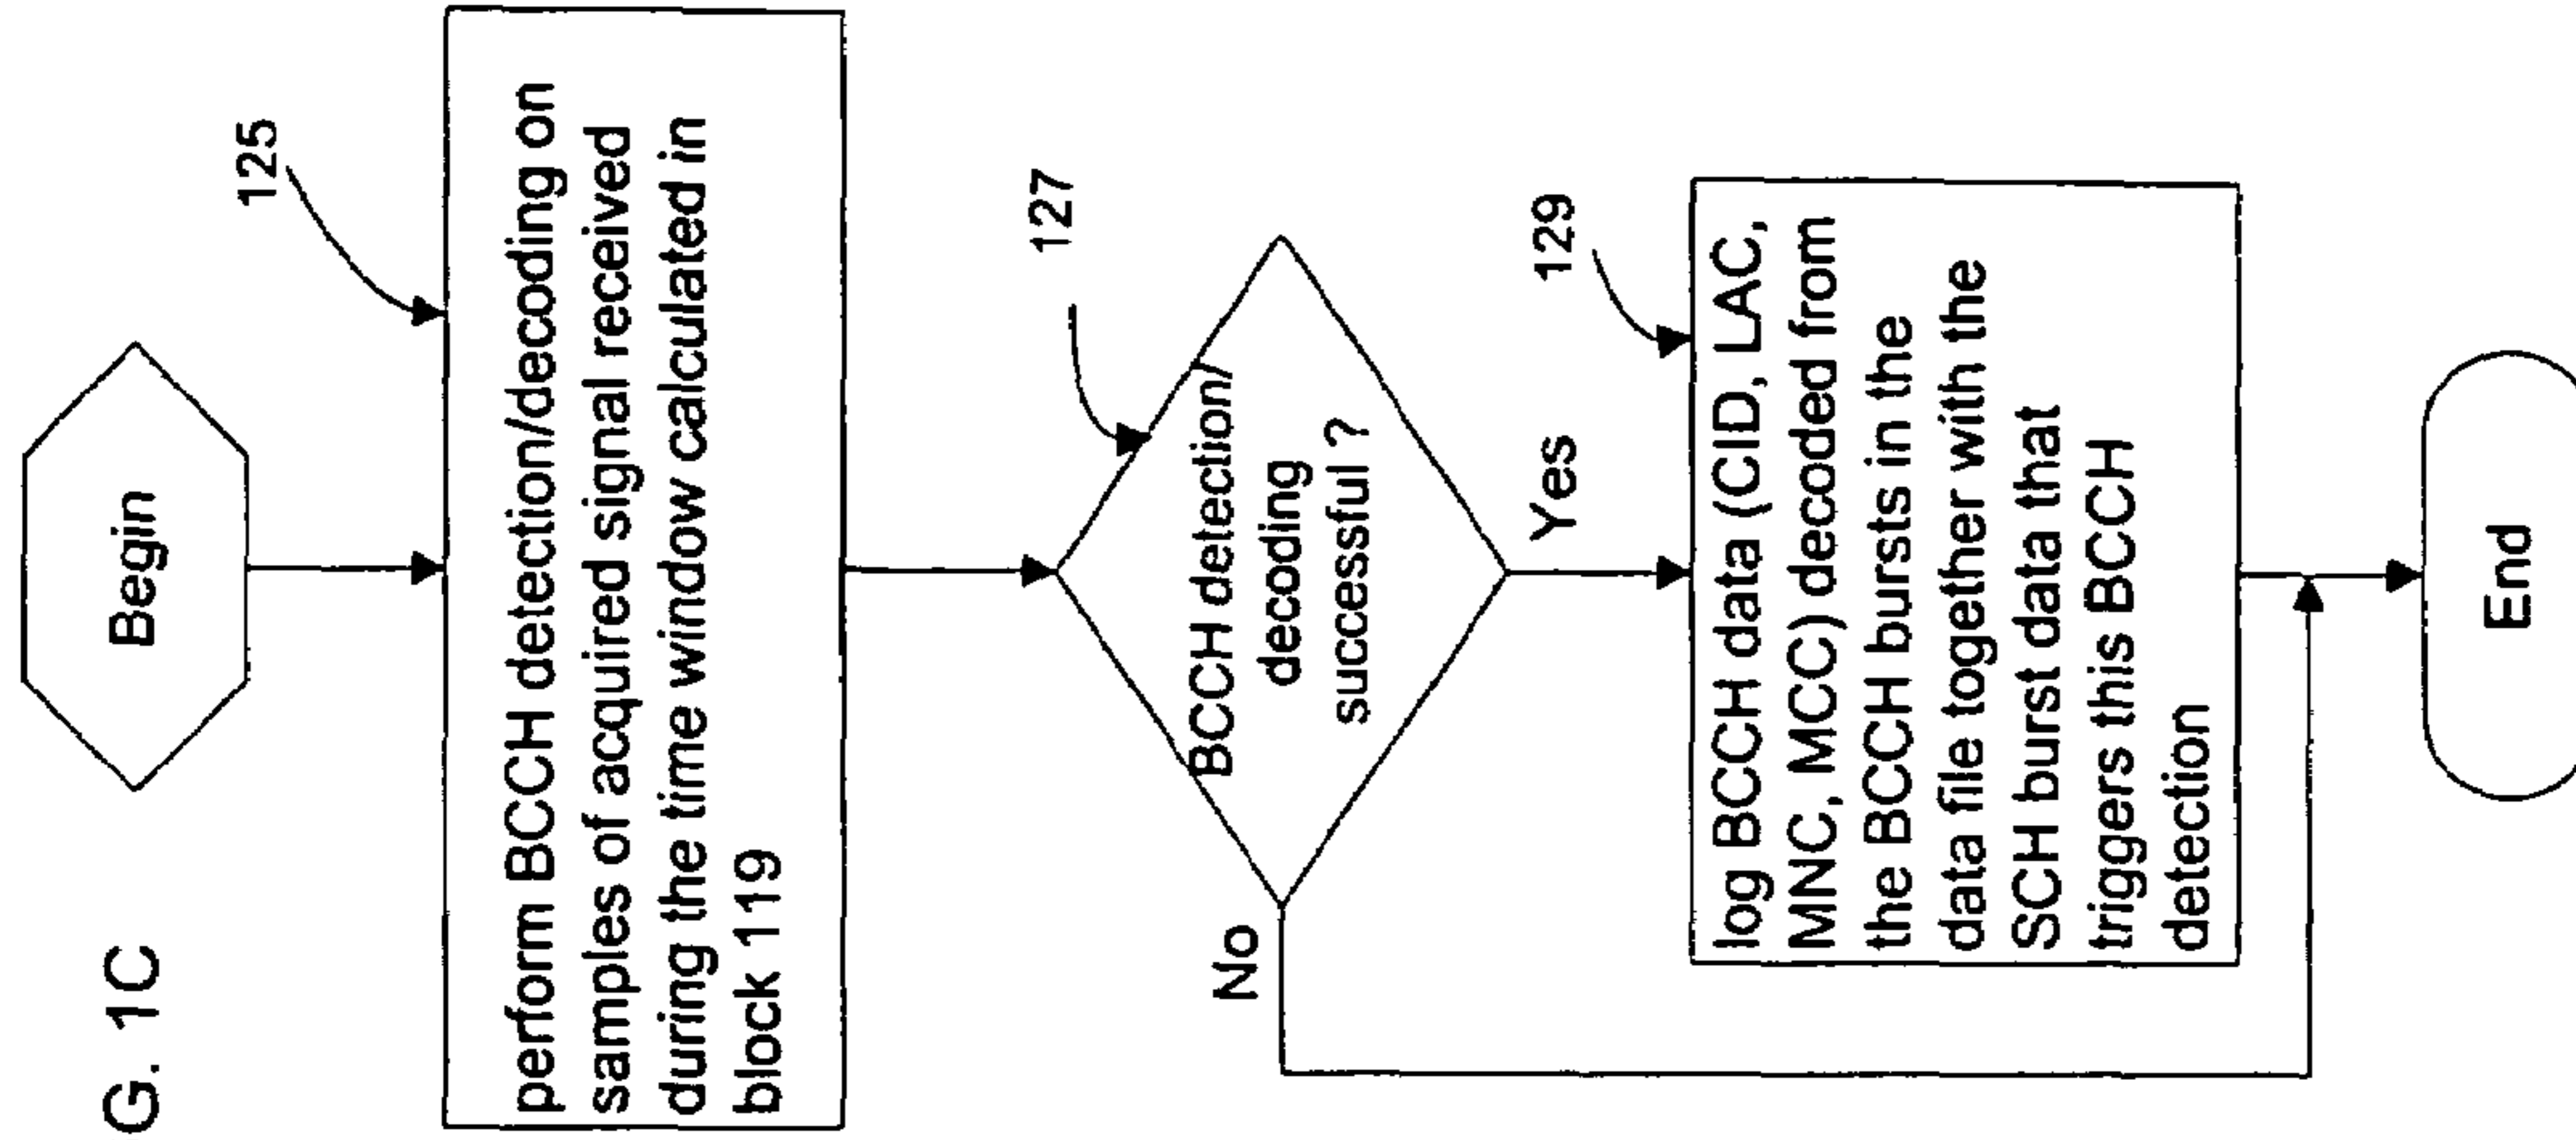 G. 1C
Begin
125
perform BCCH detection/decoding on
samples of acquired signal received
during the time window calculated in
block 119
127
BCCH detection/
decoding
successful ?
No
Yes
129
log BCCH data (CID, LAC,
MNC, MCC) decoded from
the BCCH bursts in the
data file together with the
SCH burst data that
triggers this BCCH
detection
End